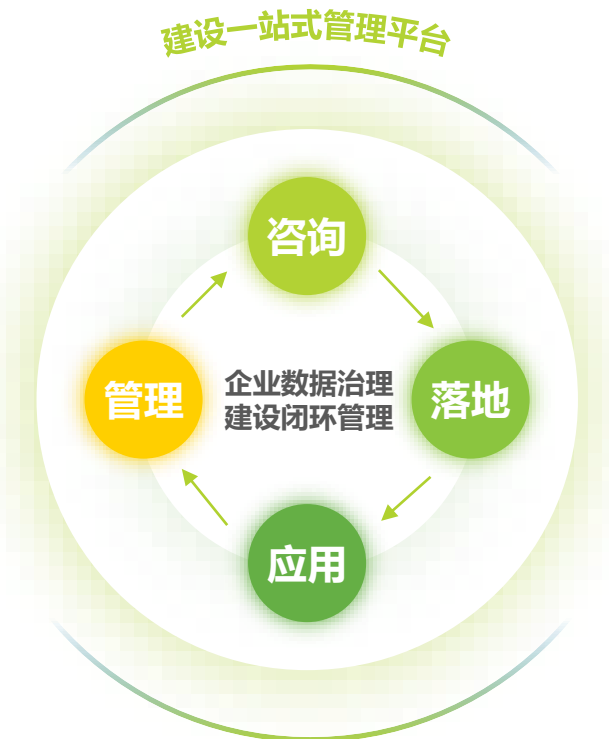 建设一站式管理平台
咨询
管理
企业数据治理
建设闭环管理
落地
应用